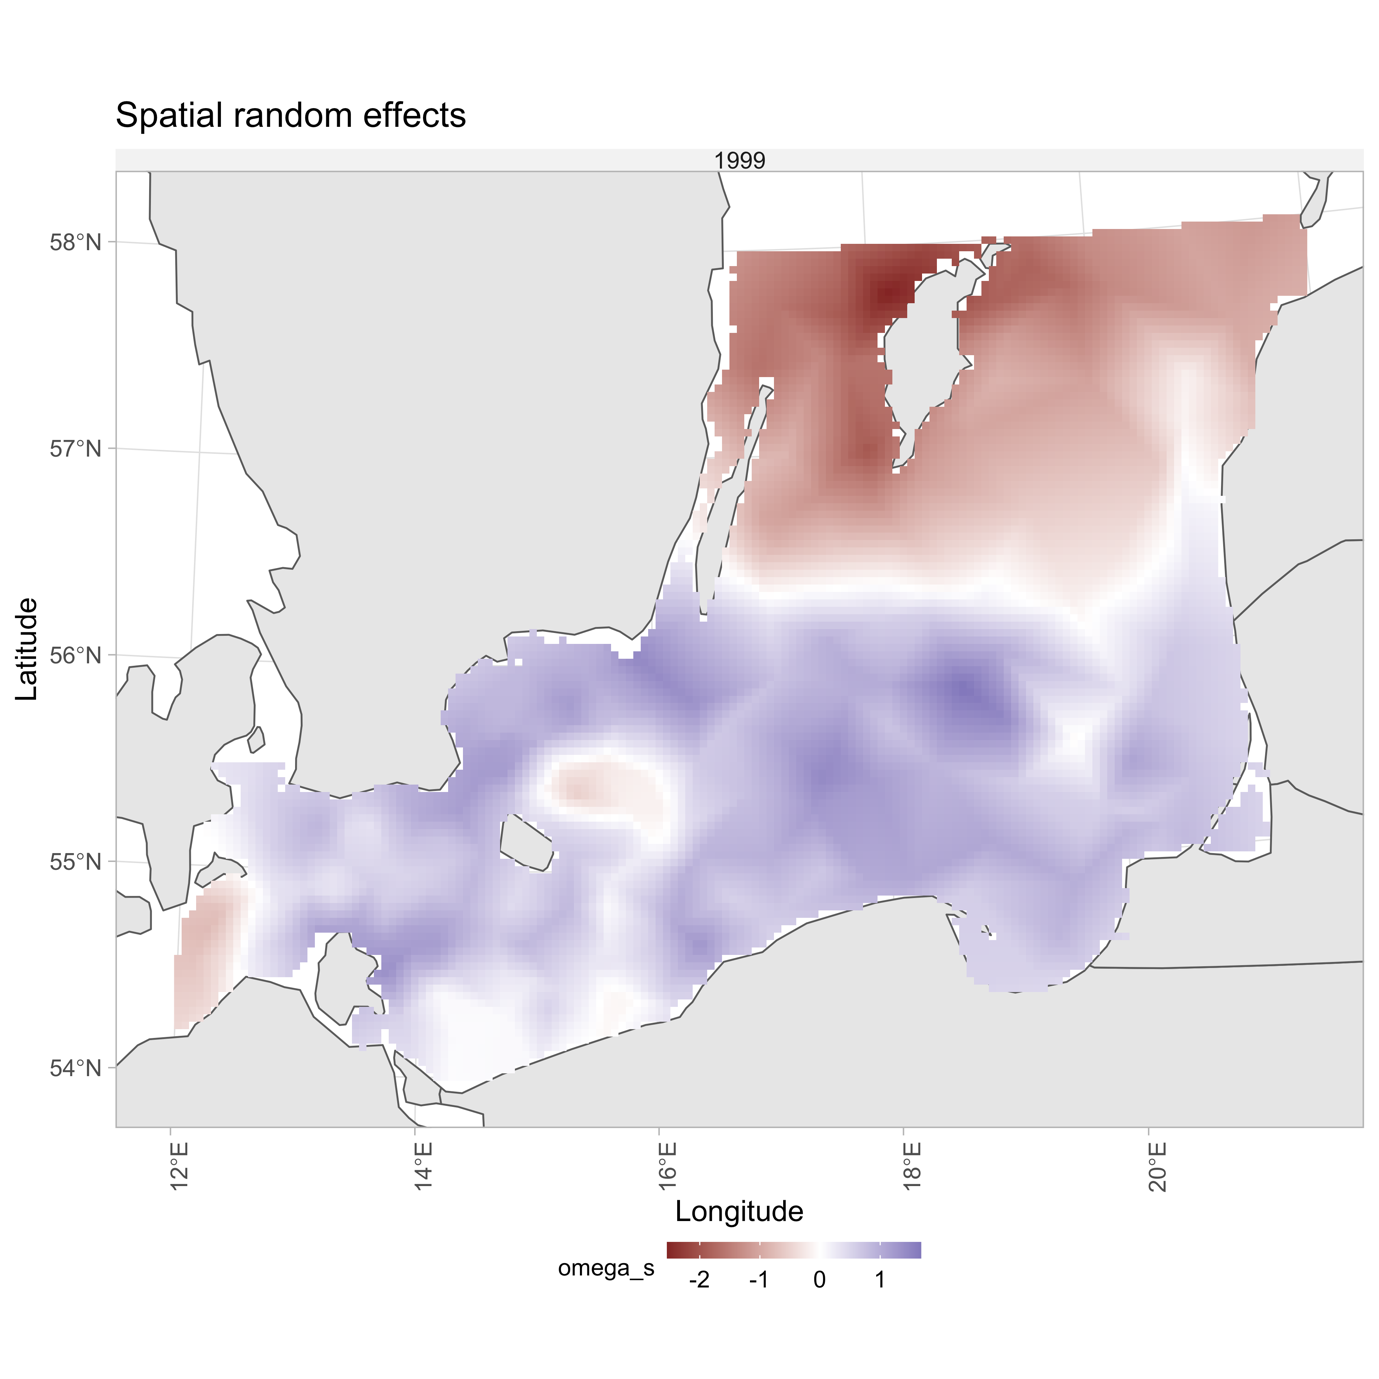 Spatial random effects
1999
58°N
57°N
56°N
55°N
54°N
Latitude
12°E
14°E
16°E
18°E
20°E
Longitude
omega_s
-2
-1
0
1